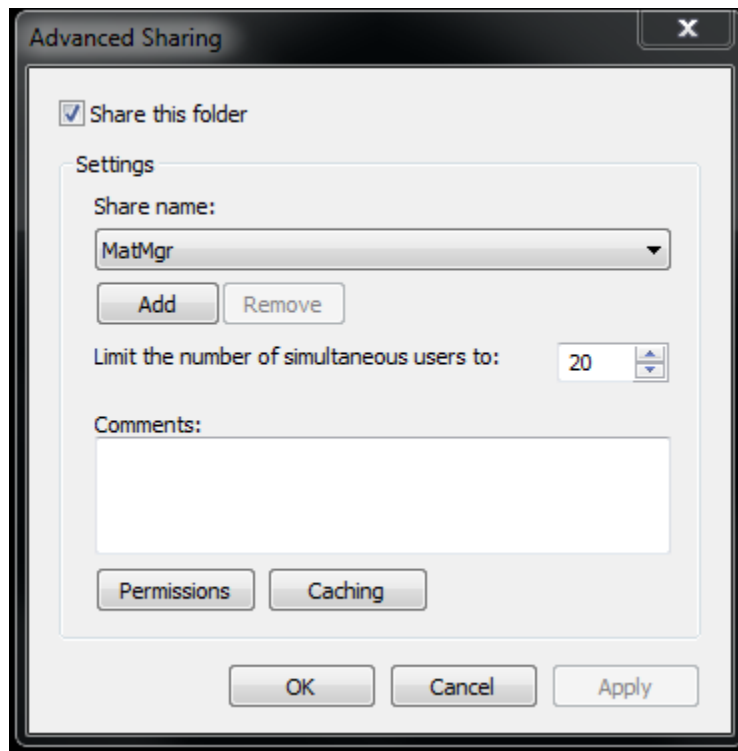 Advanced Sharing
x
Share this folder
Settings
Share name:
MatMgr
Add Remove
Limit the number of simultaneous users to: 20
Comments:
Permissions Caching
OK Cancel Apply